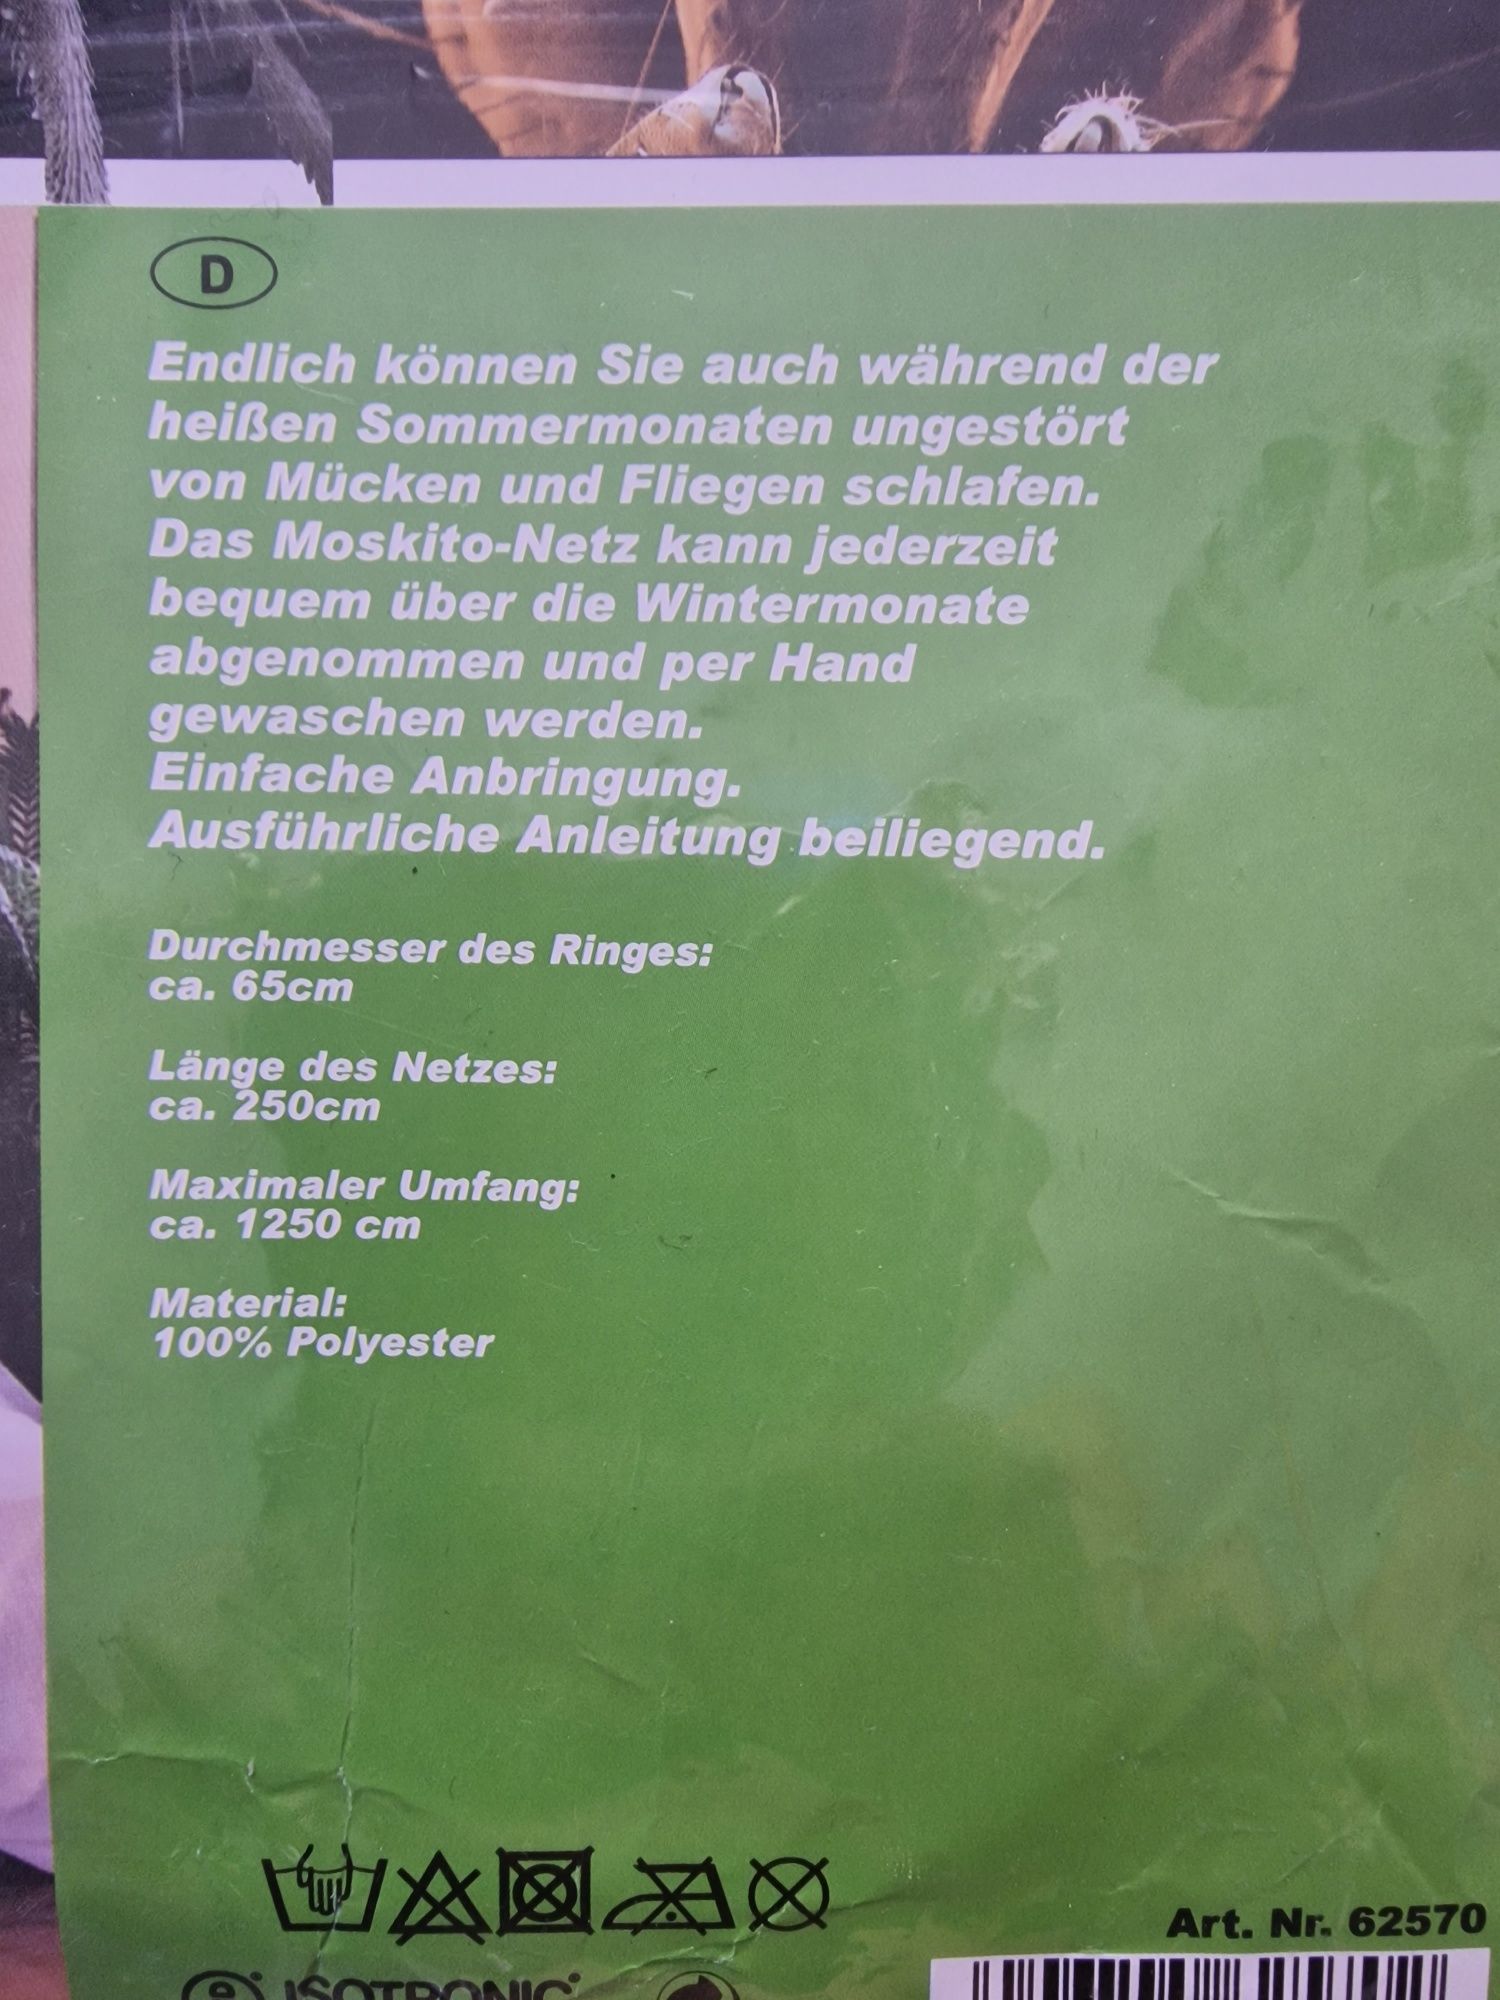 D
Endlich können Sie auch während der
heißen Sommermonaten ungestört
von Mücken und Fliegen schlafen.
Das Moskito-Netz kann jederzeit
bequem über die Wintermonate
abgenommen und per Hand
gewaschen werden.
Einfache Anbringung.
Ausführliche Anleitung beiliegend.
Durchmesser des Ringes:
ca. 65cm
Länge des Netzes:
ca. 250cm
Maximaler Umfang:
ca. 1250 cm
Material:
100% Polyester
Art. Nr. 62570
ISOTRONIC